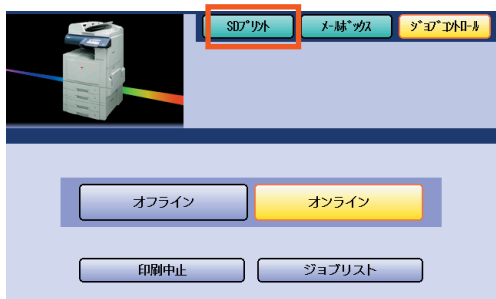 SDプリント
メールボックス
ジョブコントロール
オフライン
オンライン
印刷中止
ジョブリスト